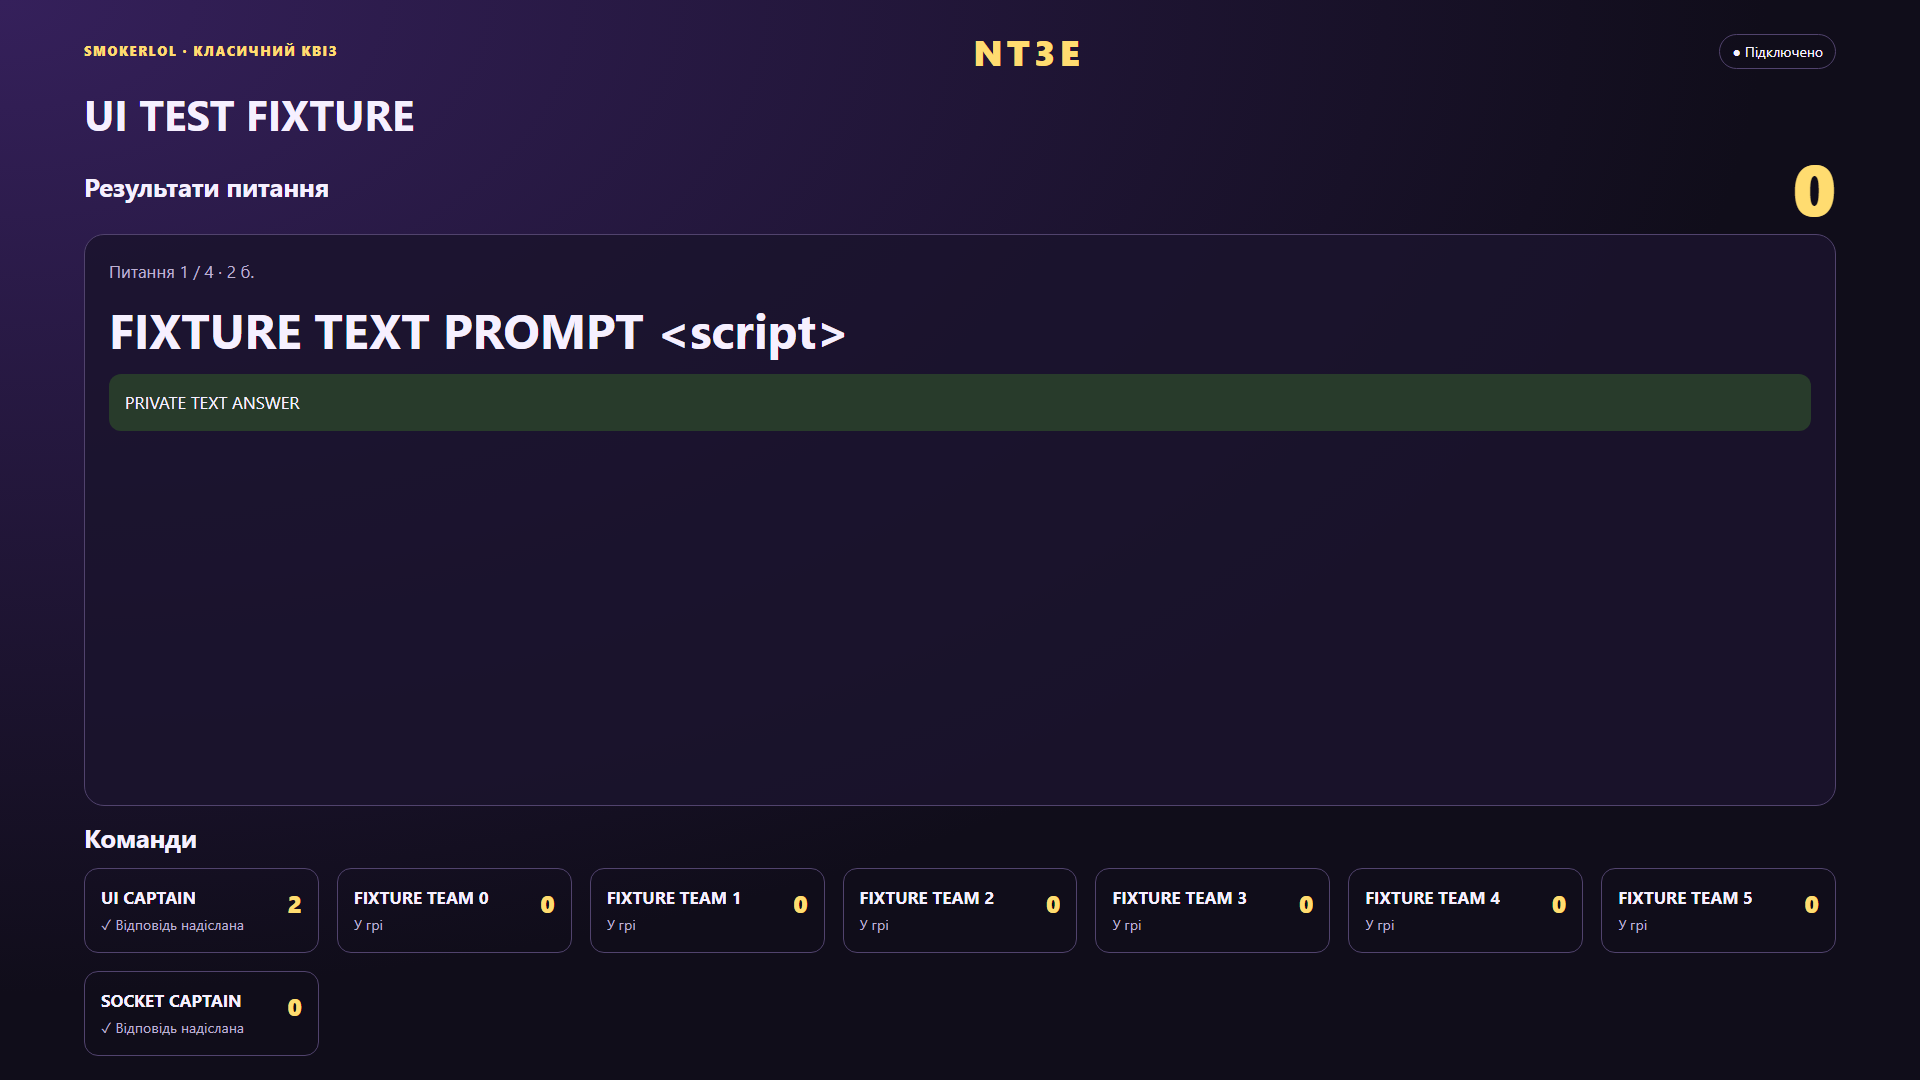 SMOKERLOL · КЛАСИЧНИЙ КВІЗ
NT3E
● Підключено
UI TEST FIXTURE
Результати питання
0
Питання 1 / 4 · 2 б.
FIXTURE TEXT PROMPT <script>
PRIVATE TEXT ANSWER
Команди
UI CAPTAIN
2
✓ Відповідь надіслана
FIXTURE TEAM 0
0
У грі
FIXTURE TEAM 1
0
У грі
FIXTURE TEAM 2
0
У грі
FIXTURE TEAM 3
0
У грі
FIXTURE TEAM 4
0
У грі
FIXTURE TEAM 5
0
У грі
SOCKET CAPTAIN
0
✓ Відповідь надіслана